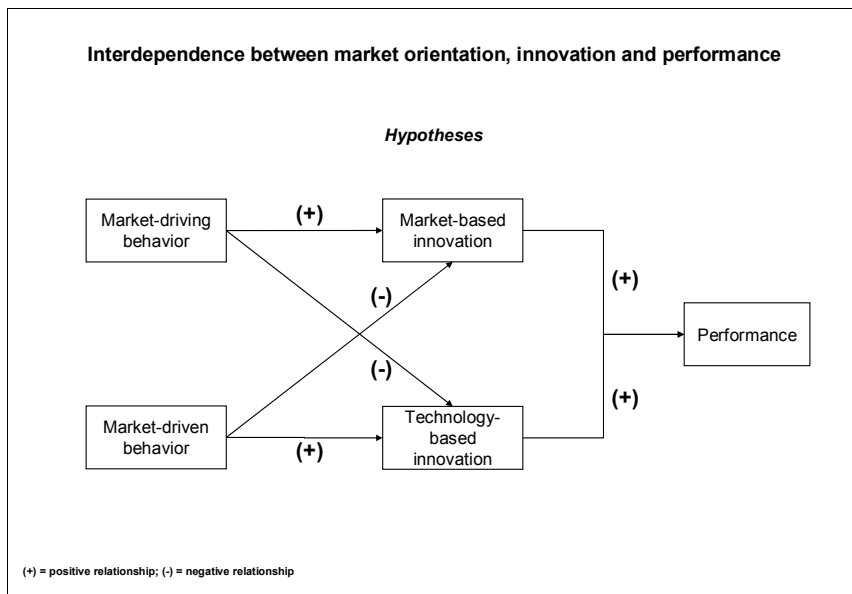 Interdependence between market orientation, innovation and performance
Hypotheses
Market-driving
behavior
(+)
Market-based
innovation
(-)
(+)
Performance
(-)
(+)
Market-driven
behavior
(+)
Technology-
based
innovation
(+) = positive relationship; (-) = negative relationship